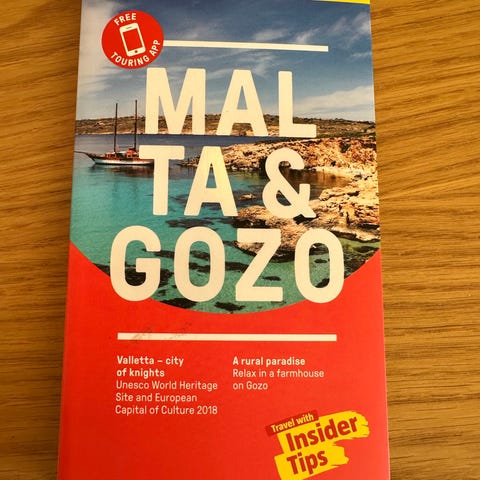 FREE
TOURING APP
MAL
TA &
GOZO
Valletta – city
of knights
Unesco World Heritage
Site and European
Capital of Culture 2018
A rural paradise
Relax in a farmhouse
on Gozo
Travel with
Insider
Tips